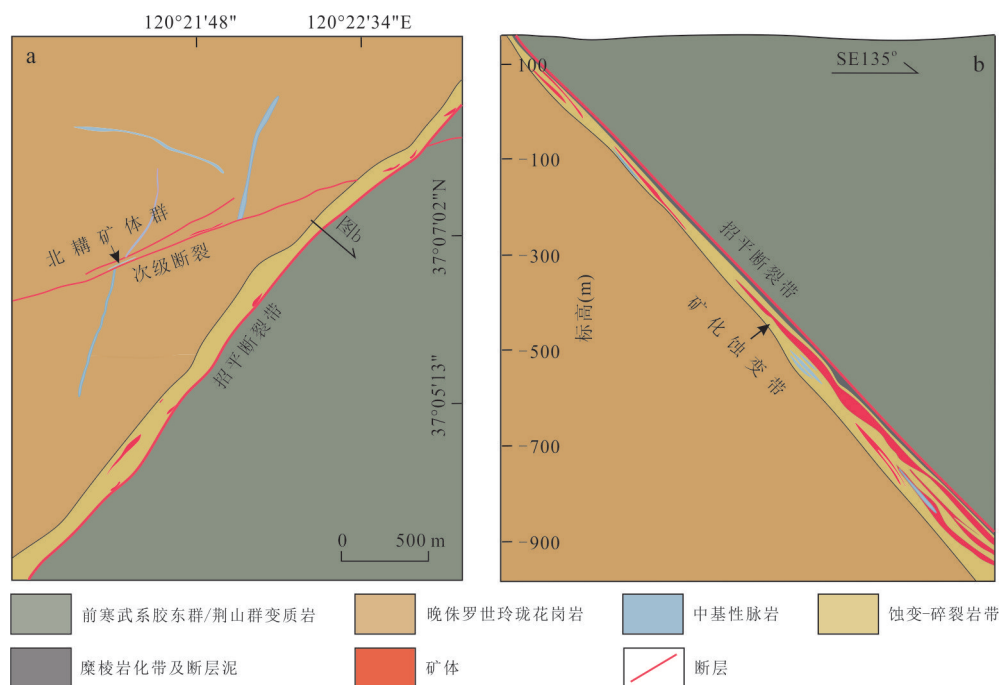 120°21'48" 120°22'34"E
a
北耩矿体群
次级断裂
图b
招平断裂带
37°07'02"N
37°05'13"
0 500 m
SE135°
b
100
-100
-300
-500
-700
-900
标高(m)
招平断裂带
矿化蚀变带
前寒武系胶东群/荆山群变质岩
晚侏罗世玲珑花岗岩
中基性脉岩
蚀变-碎裂岩带
糜棱岩化带及断层泥
矿体
断层